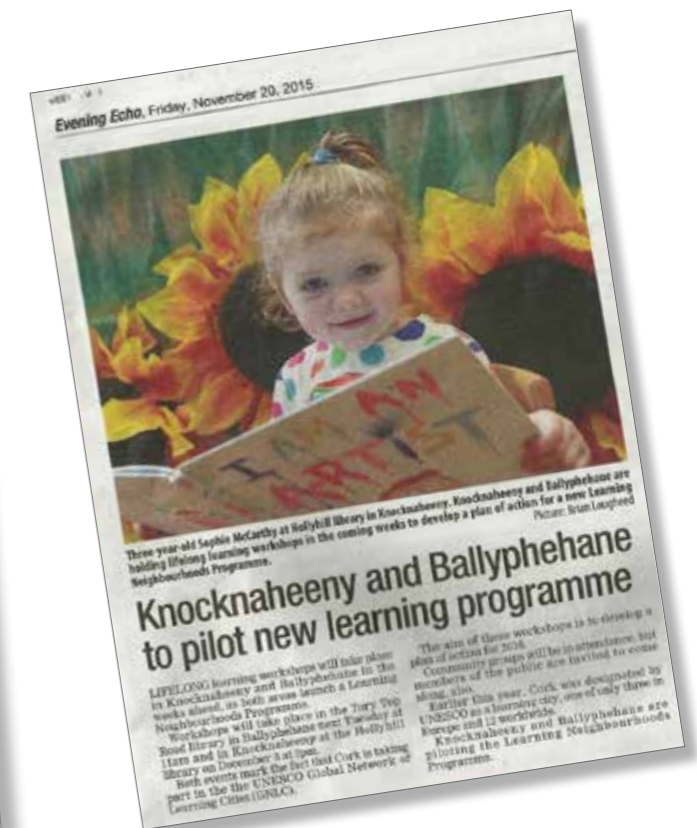 Evening Echo, Friday, November 20, 2015
I AM AN
ARTIST
Three-year-old Sophie McCarthy at Hollyhill library in Knocknaheeny. Knocknaheeny and Ballyphehane are
holding lifelong learning workshops in the coming weeks to develop a plan of action for a new Learning
Neighbourhoods Programme.
Picture: Brian Lougheed
Knocknaheeny and Ballyphehane
to pilot new learning programme
LIFELONG learning workshops will take place
in Knocknaheeny and Ballyphehane in the
weeks ahead, as both areas launch a Learning
Neighbourhoods Programme.
Workshops will take place in the Tory Top
Road library in Ballyphehane next Tuesday at
11am and in Knocknaheeny at the Hollyhill
library on December 8 at
Both events mark the fact that Cork is taking
part in the the UNESCO Global Network of
Learning Cities (GNLC).
The aim of these workshops is to develop a
plan of action for 2016.
Community groups will be in attendance, but
members of the public are invited to come
along, also.
Earlier this year, Cork was designated by
UNESCO as a learning city, one of only three in
Europe and 12 worldwide.
Knocknaheeny and Ballyphehane are
piloting the Learning Neighbourhoods
Programme.